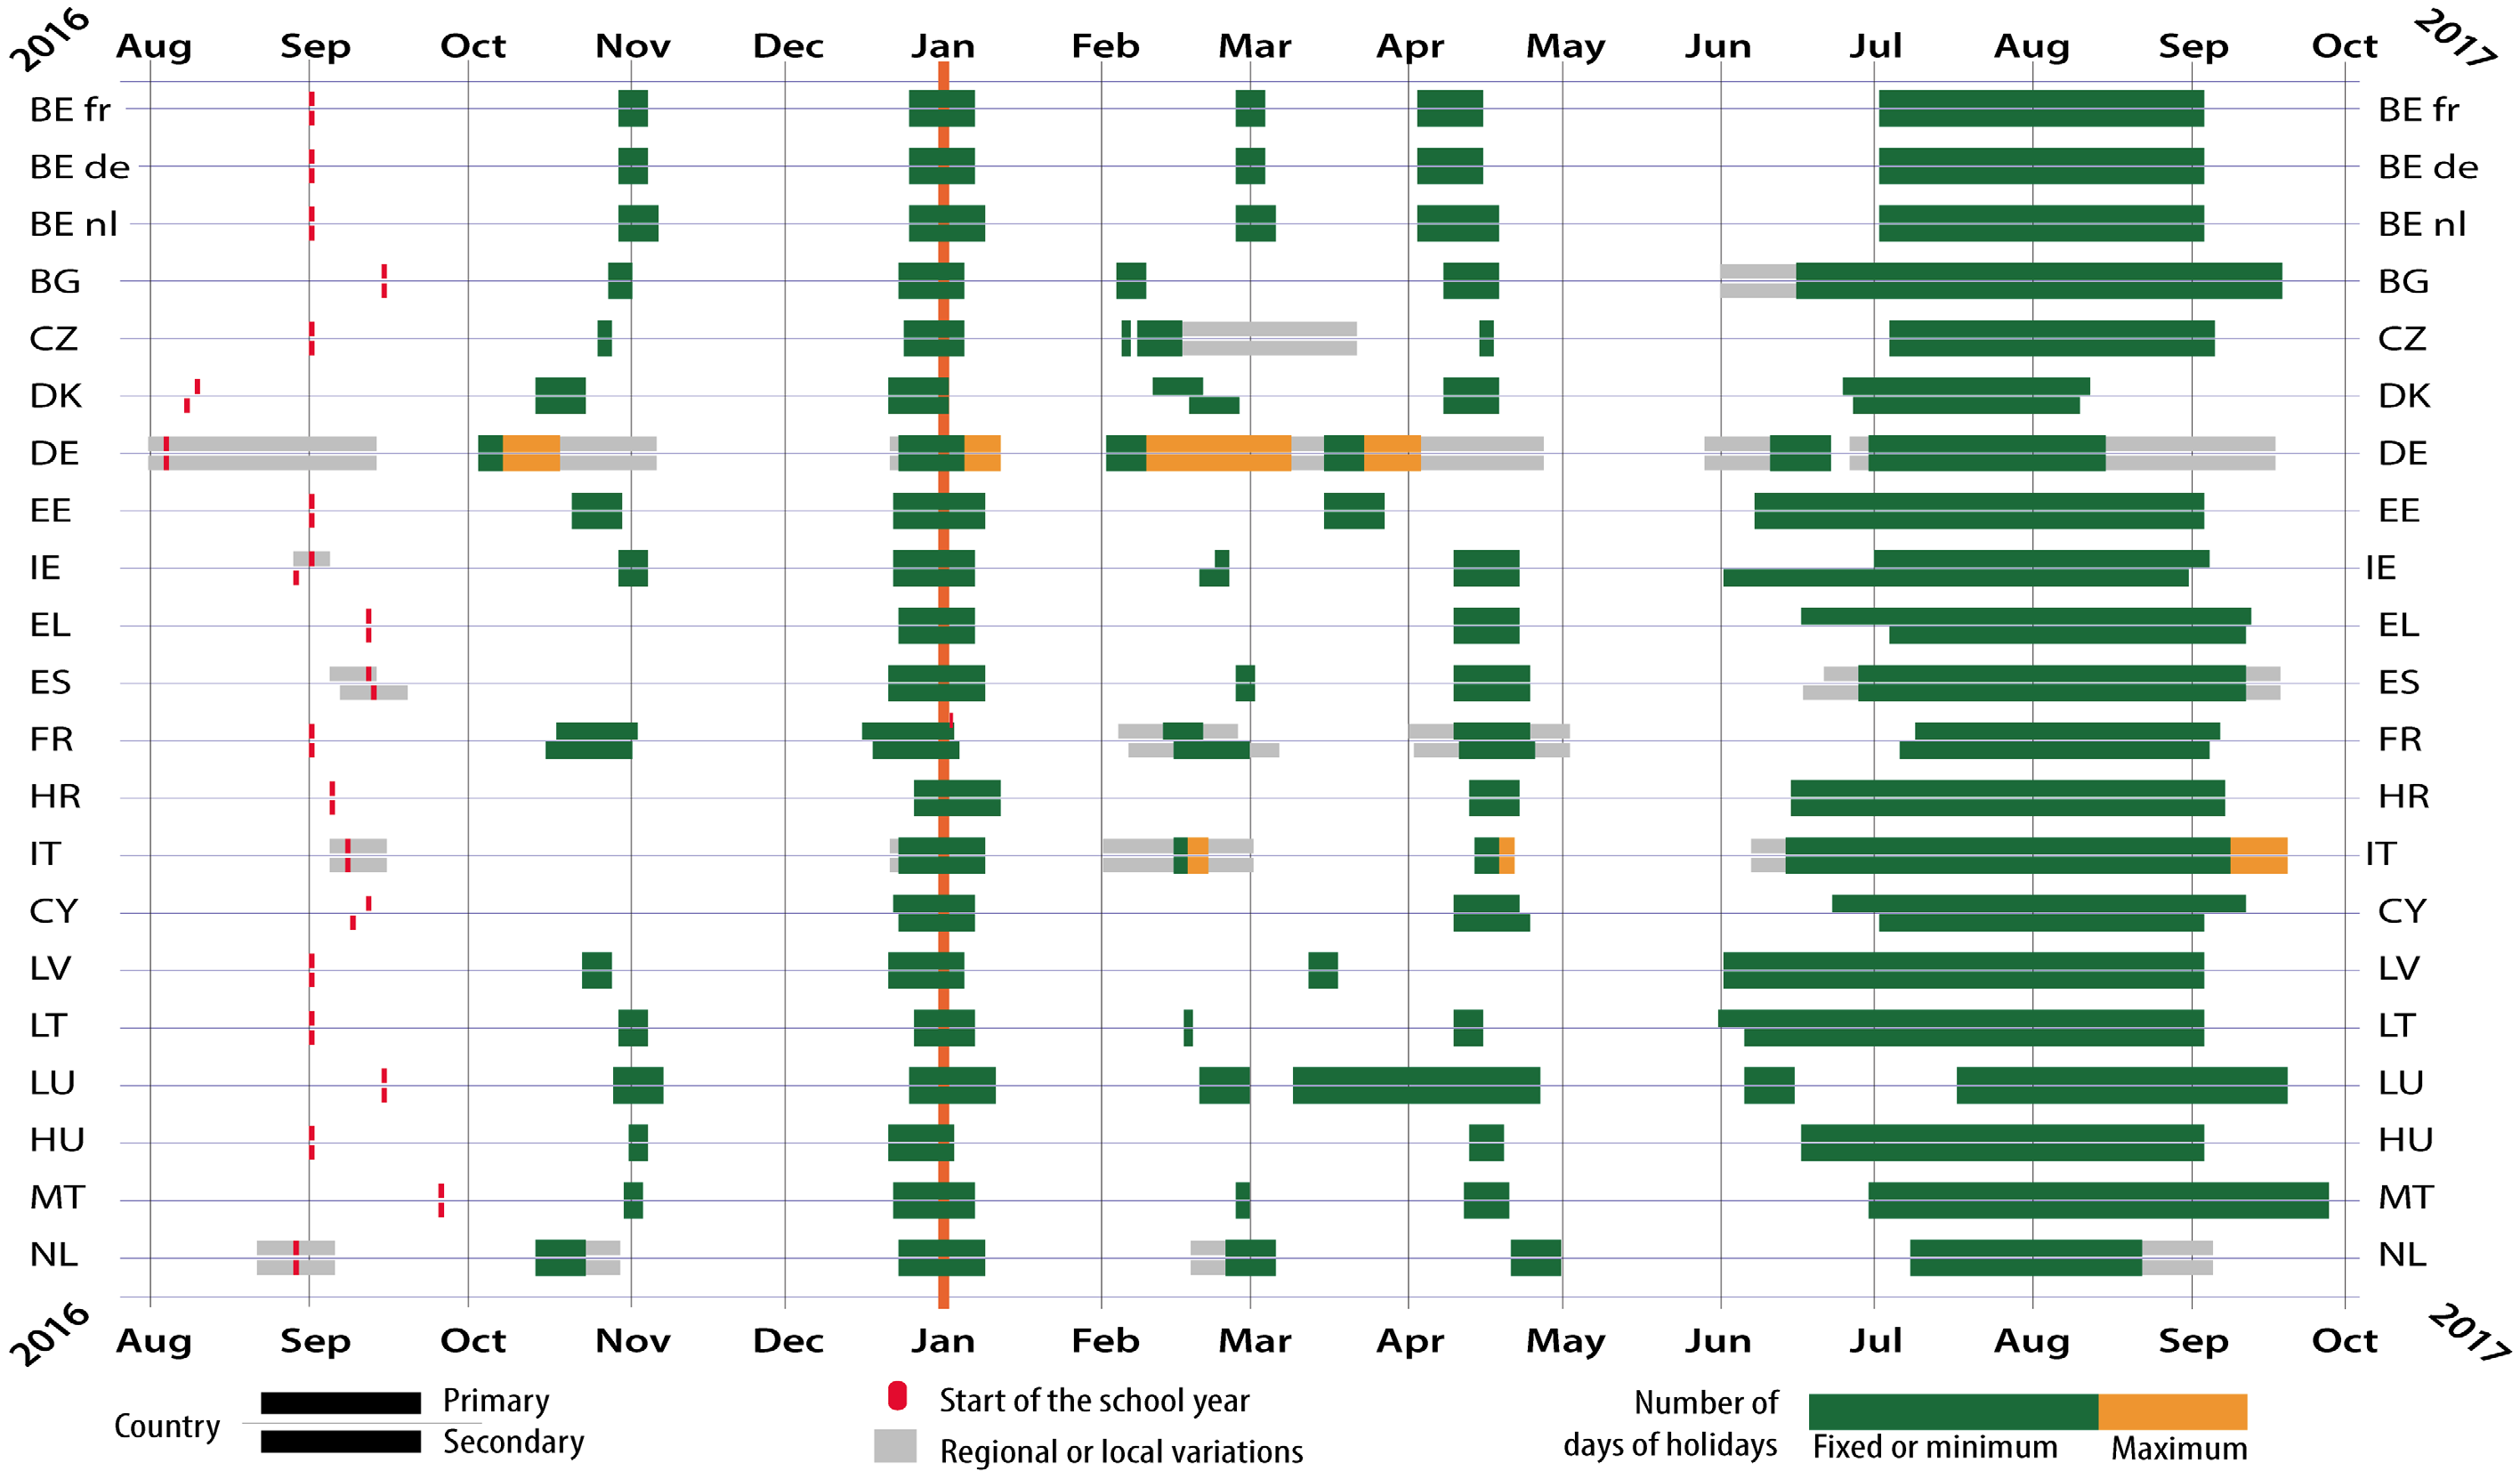 2016 2017
Aug Sep Oct Nov Dec Jan Feb Mar Apr May Jun Jul Aug Sep Oct
BE fr BE fr
BE de BE de
BE nl BE nl
BG BG
CZ CZ
DK DK
DE DE
EE EE
IE IE
EL EL
ES ES
FR FR
HR HR
IT IT
CY CY
LV LV
LT LT
LU LU
HU HU
MT MT
NL NL
2016 2017
Aug Sep Oct Nov Dec Jan Feb Mar Apr May Jun Jul Aug Sep Oct
Country
Primary
Secondary
Start of the school year
Regional or local variations
Number of
days of holidays
Fixed or minimum
Maximum